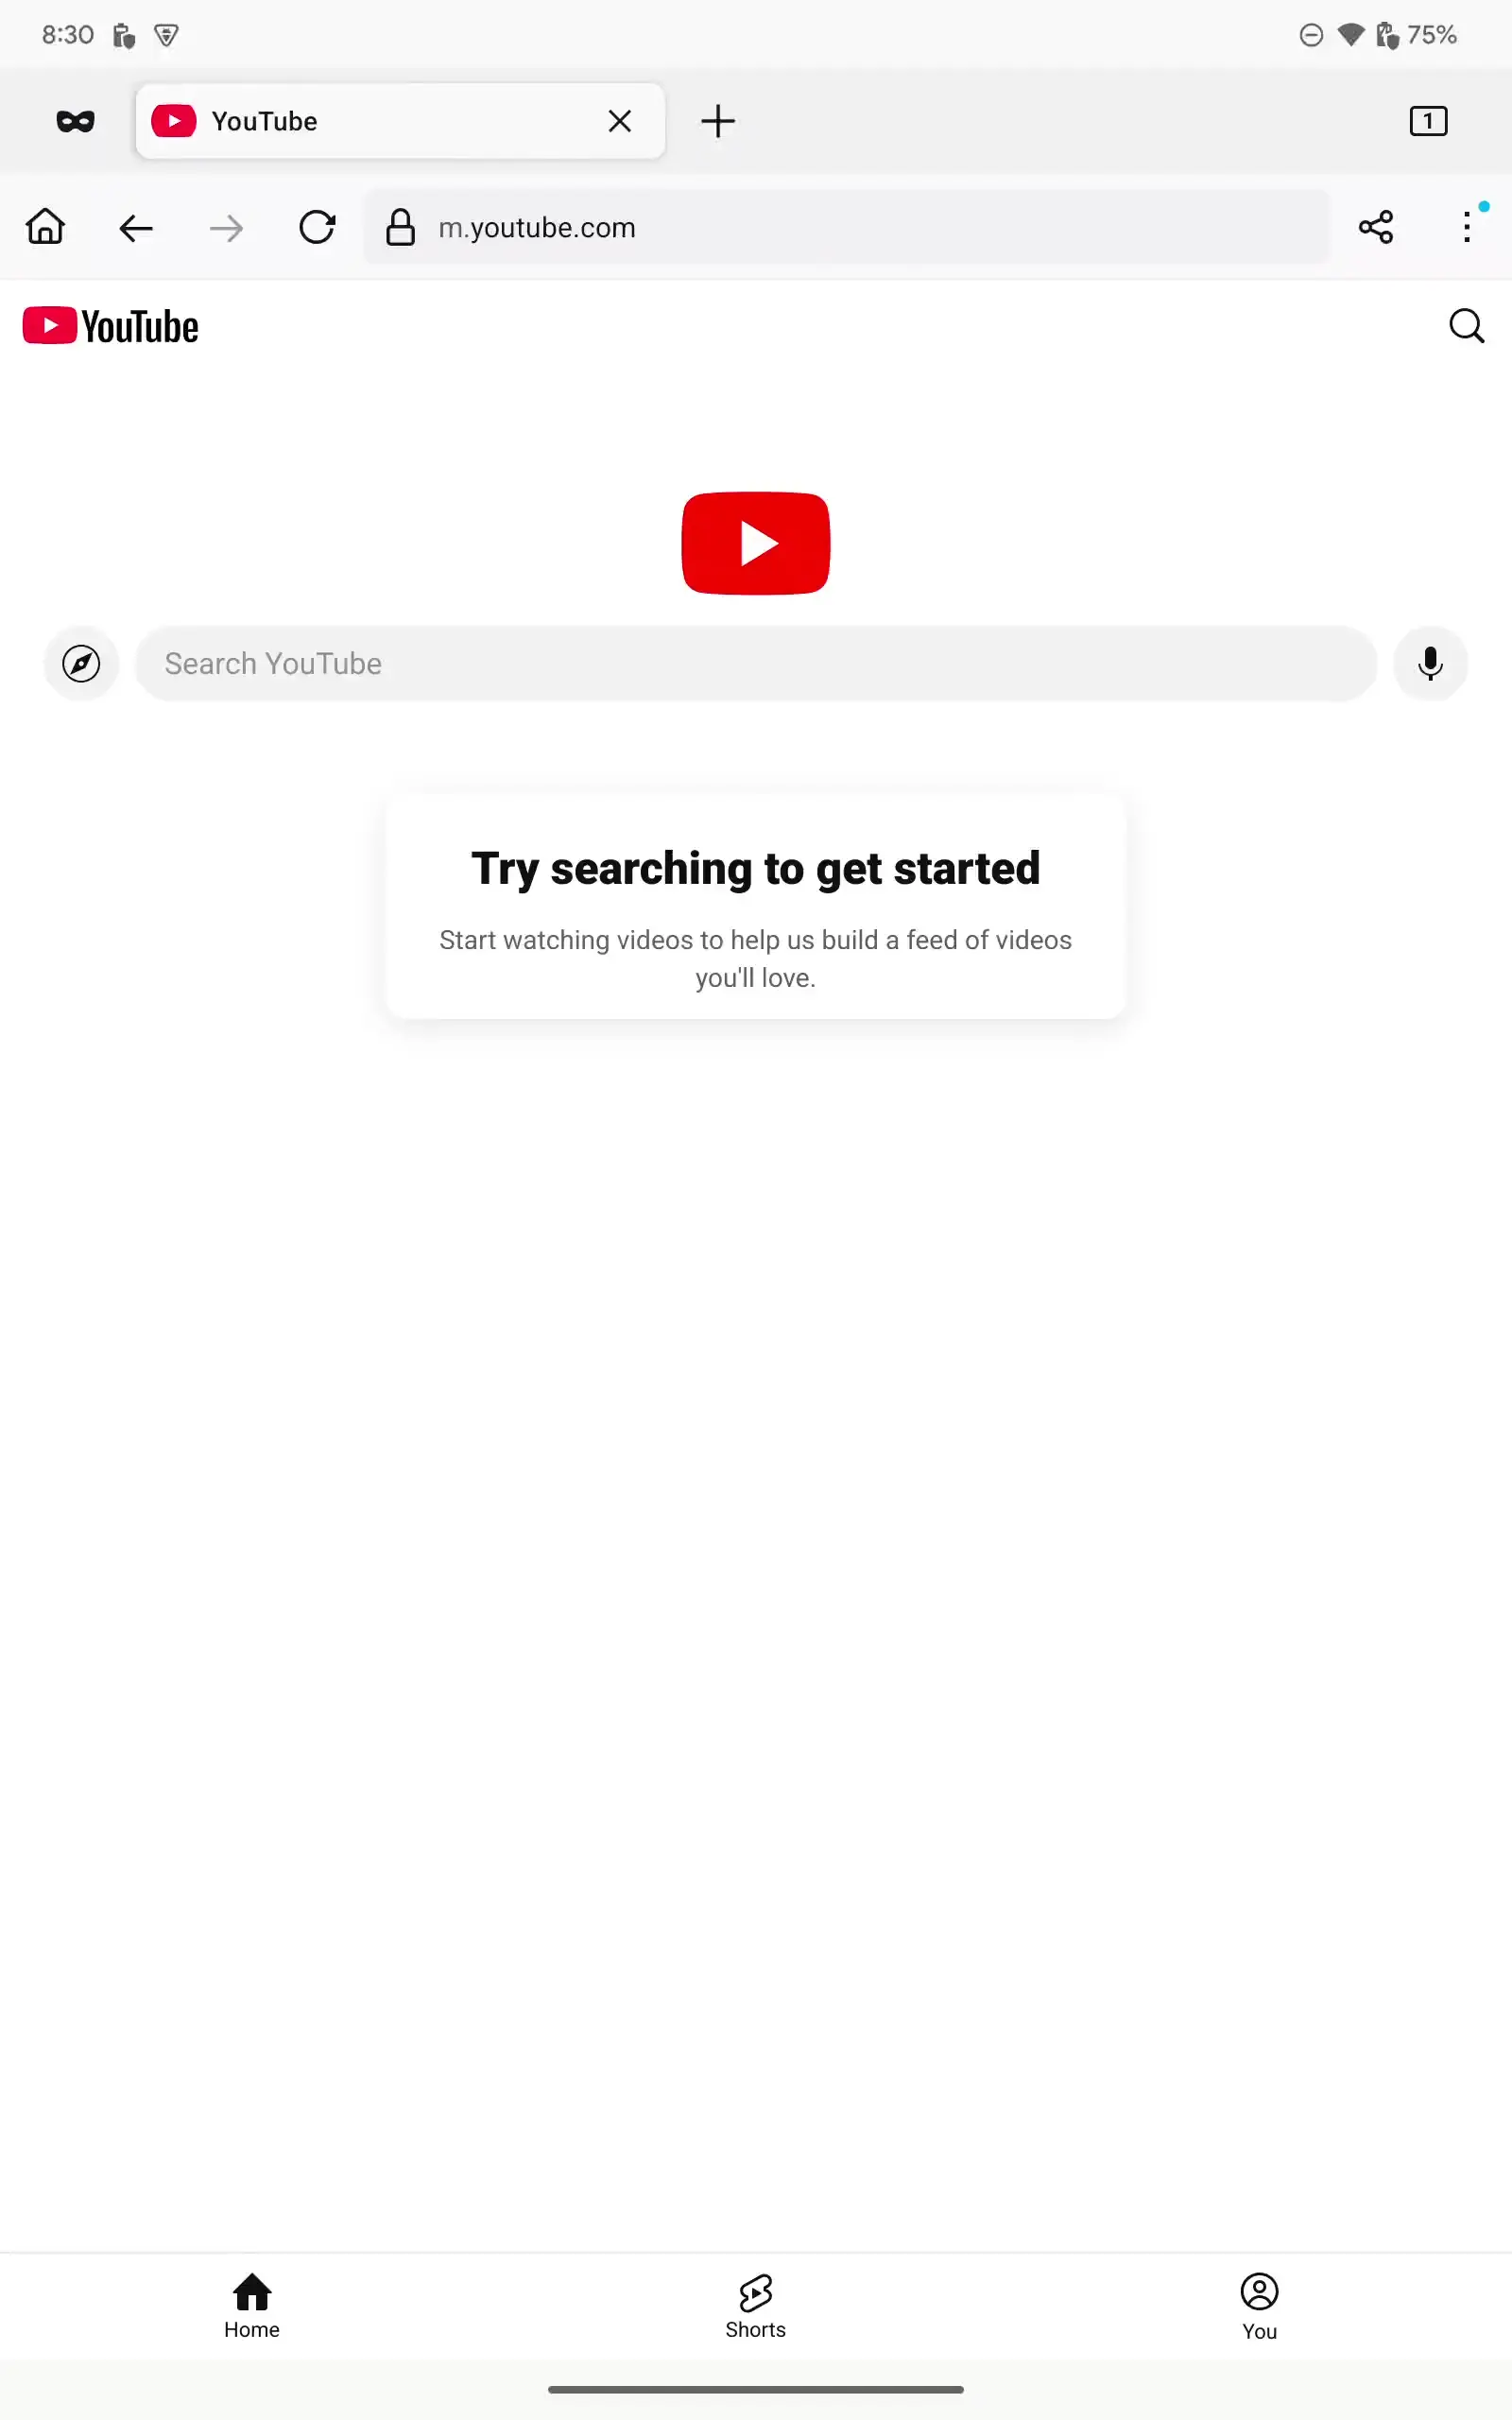 8:30
75%
YouTube
1
m.youtube.com
YouTube
Search YouTube
Try searching to get started
Start watching videos to help us build a feed of videos
you'll love.
Home
Shorts
You